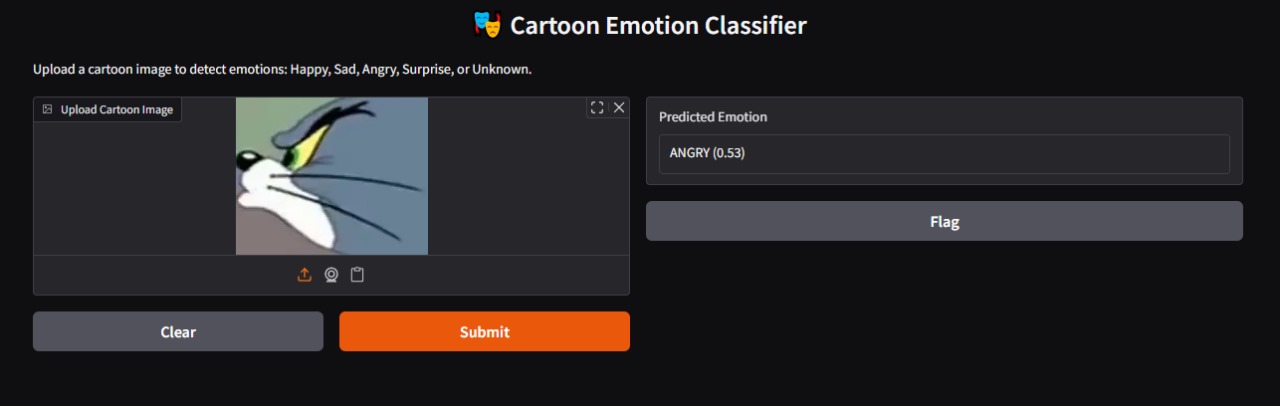 🎭 Cartoon Emotion Classifier
Upload a cartoon image to detect emotions: Happy, Sad, Angry, Surprise, or Unknown.
Upload Cartoon Image
Clear
Submit
Predicted Emotion
ANGRY (0.53)
Flag